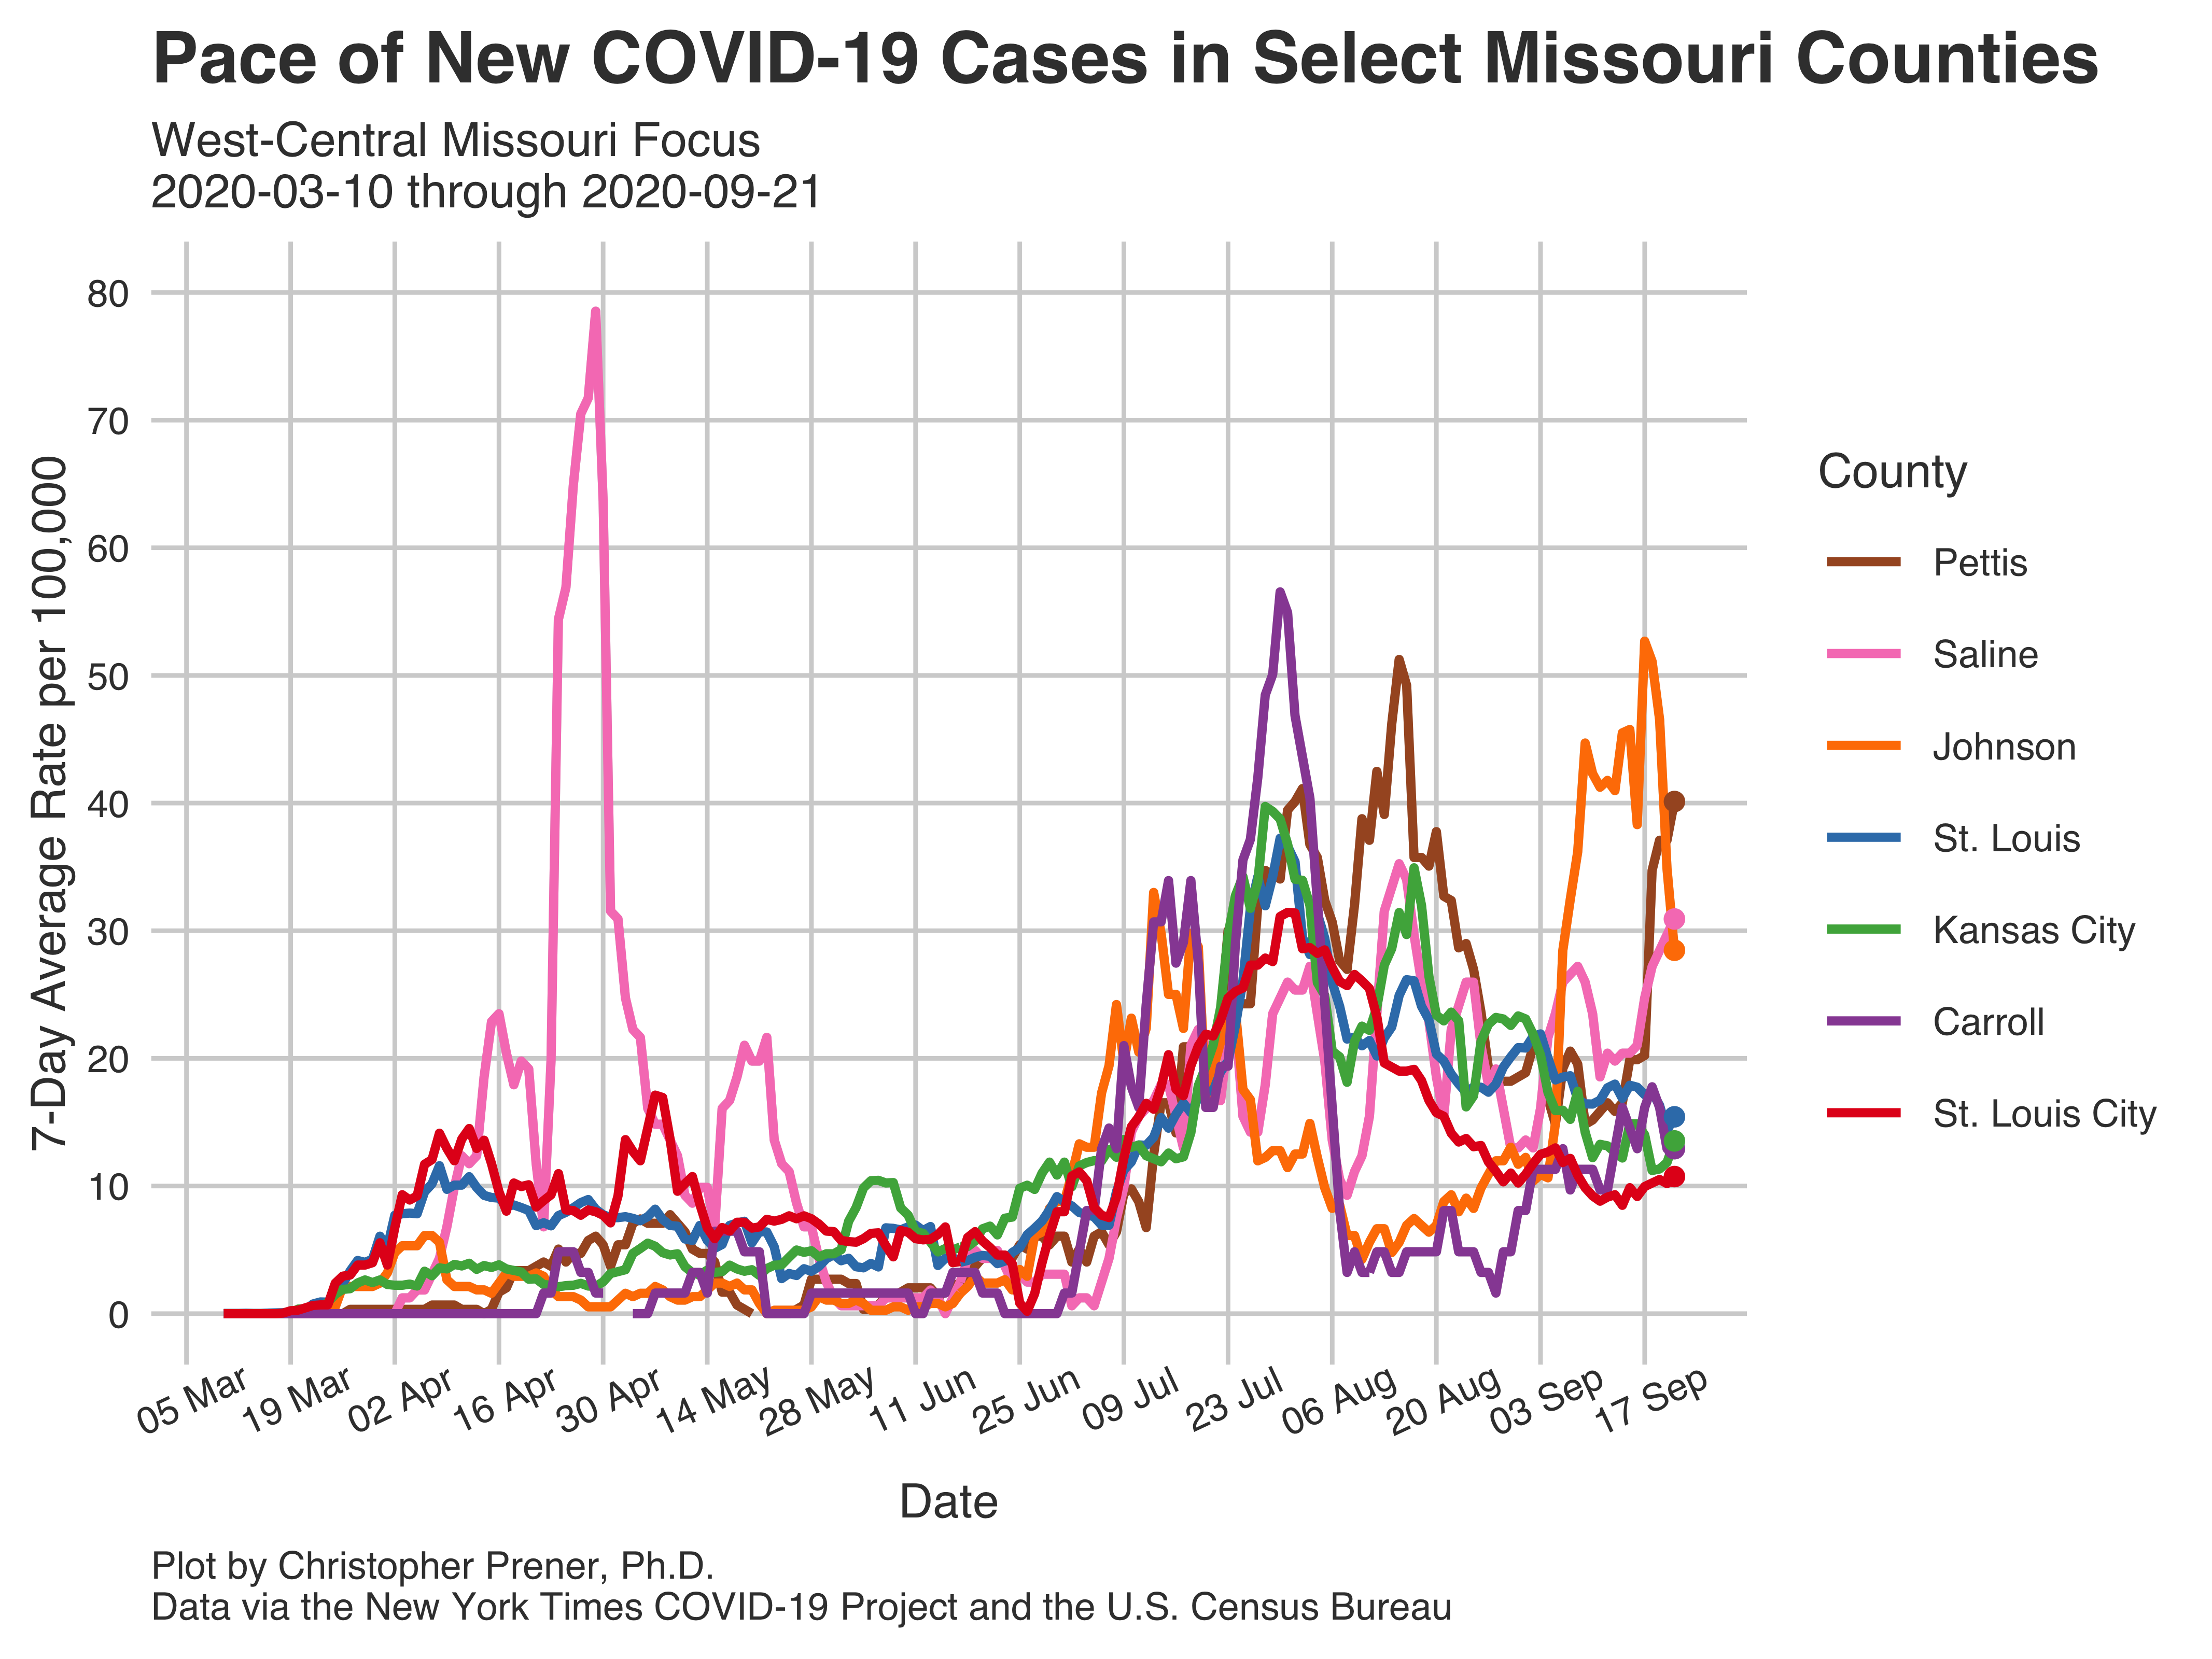 Pace of New COVID-19 Cases in Select Missouri Counties
West-Central Missouri Focus
2020-03-10 through 2020-09-21
80
70
60
50
40
30
20
10
0
7-Day Average Rate per 100,000
05 Mar
19 Mar
02 Apr
16 Apr
30 Apr
14 May
28 May
11 Jun
25 Jun
09 Jul
23 Jul
06 Aug
20 Aug
03 Sep
17 Sep
Date
County
Pettis
Saline
Johnson
St. Louis
Kansas City
Carroll
St. Louis City
Plot by Christopher Prener, Ph.D.
Data via the New York Times COVID-19 Project and the U.S. Census Bureau